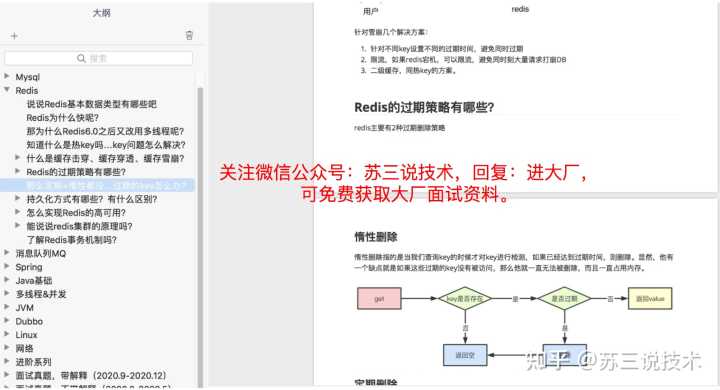 大纲
搜索
Mysql
Redis
说说Redis基本数据类型有哪些吧
Redis为什么快呢?
那为什么Redis6.0之后又改用多线程呢?
知道什么是热key吗...key问题怎么解决?
什么是缓存击穿、缓存穿透、缓存雪崩?
Redis的过期策略有哪些?
那么定期+惰性都没...过期的key怎么办?
持久化方式有哪些?有什么区别?
怎么实现Redis的高可用?
能说说redis集群的原理吗?
了解Redis事务机制吗?
消息队列MQ
Spring
Java基础
多线程&并发
JVM
Dubbo
Linux
网络
进阶系列
面试真题,带解释(2020.9-2020.12)
用户
redis
针对雪崩几个解决方案:
1. 针对不同key设置不同的过期时间,避免同时过期
2. 限流,如果redis宕机,可以限流,避免同时刻大量请求打崩DB
3. 二级缓存,同热key的方案。
Redis的过期策略有哪些?
redis主要有2种过期删除策略
关注微信公众号:苏三说技术,回复:进大厂,
可免费获取大厂面试资料。
惰性删除
惰性删除指的是当我们查询key的时候才对key进行检测,如果已经达到过期时间,则删除。显然,他有
一个缺点就是如果这些过期的key没有被访问,那么他就一直无法被删除,而且一直占用内存。
get
key是否存在
是
是否过期
否
返回value
否
是
返回空
知乎 @苏三说技术
定期删除